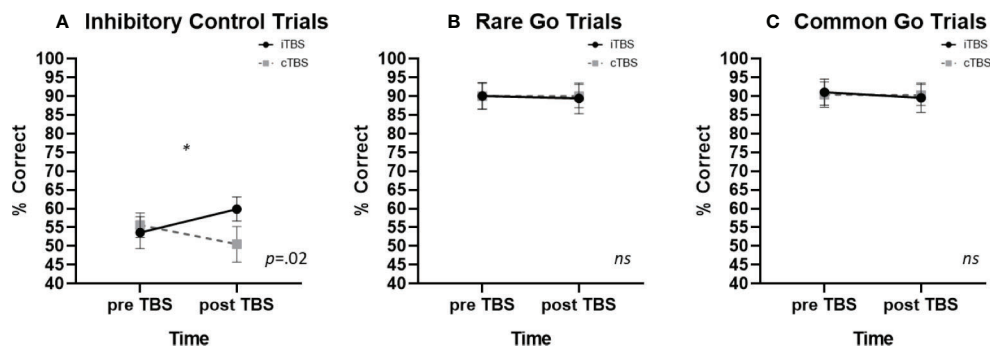 A Inhibitory Control Trials
iTBS
cTBS
100
95
90
85
80
75
70
65
60
55
50
45
40
% Correct
*
p=.02
pre TBS post TBS
Time
B Rare Go Trials
iTBS
cTBS
100
95
90
85
80
75
70
65
60
55
50
45
40
% Correct
ns
pre TBS post TBS
Time
C Common Go Trials
iTBS
cTBS
100
95
90
85
80
75
70
65
60
55
50
45
40
% Correct
ns
pre TBS post TBS
Time